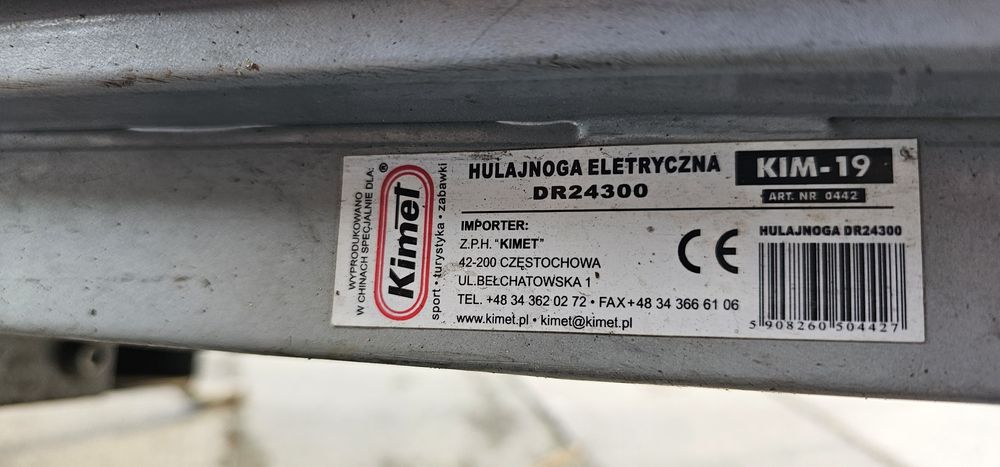 WYPRODUKOWANO
W CHINACH SPECJALNIE DLA:
Kimet®
sport • turystyka • zabawki
HULAJNOGA ELETRYCZNA
DR24300
KIM-19
ART. NR 0442
IMPORTER:
Z.P.H. "KIMET"
42-200 CZĘSTOCHOWA
UL.BEŁCHATOWSKA 1
TEL. +48 34 362 02 72 • FAX +48 34 366 61 06
www.kimet.pl • kimet@kimet.pl
CE
HULAJNOGA DR24300
5 908260 504427